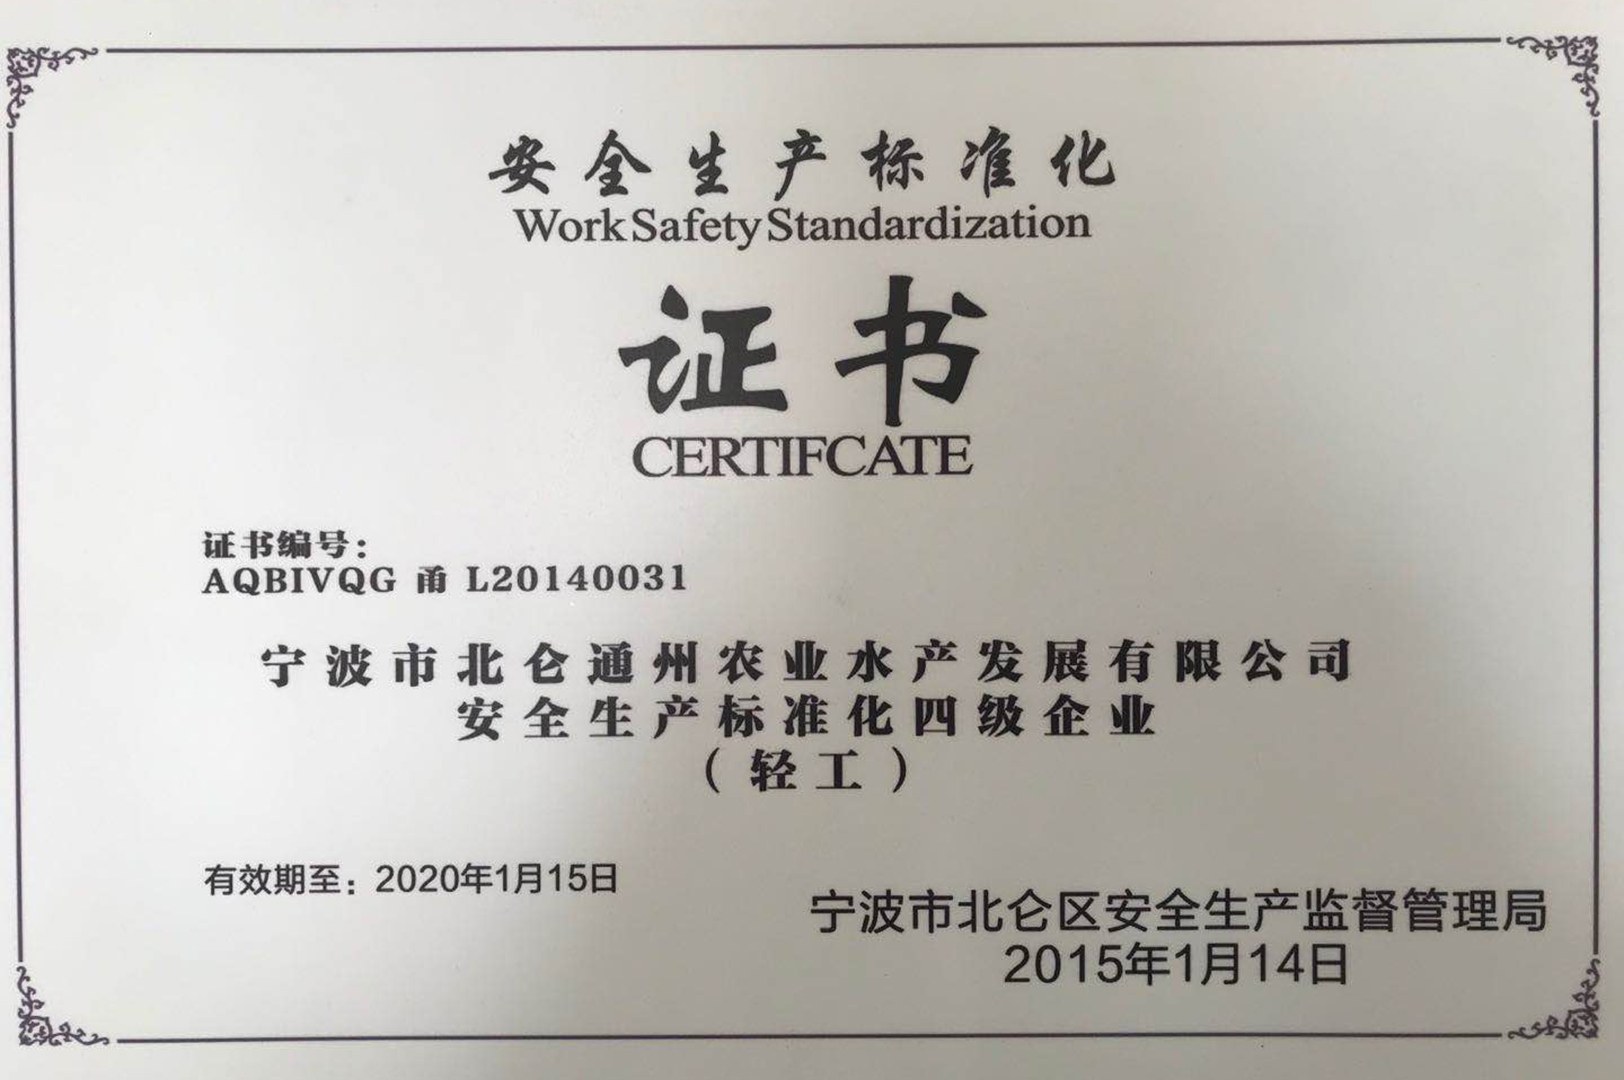 安全生产标准化
Work Safety Standardization
证书
CERTIFCATE
证书编号：
AQBIVQG 甬 L20140031
宁波市北仑通州农业水产发展有限公司
安全生产标准化四级企业
（轻工）
有效期至：2020年1月15日
宁波市北仑区安全生产监督管理局
2015年1月14日